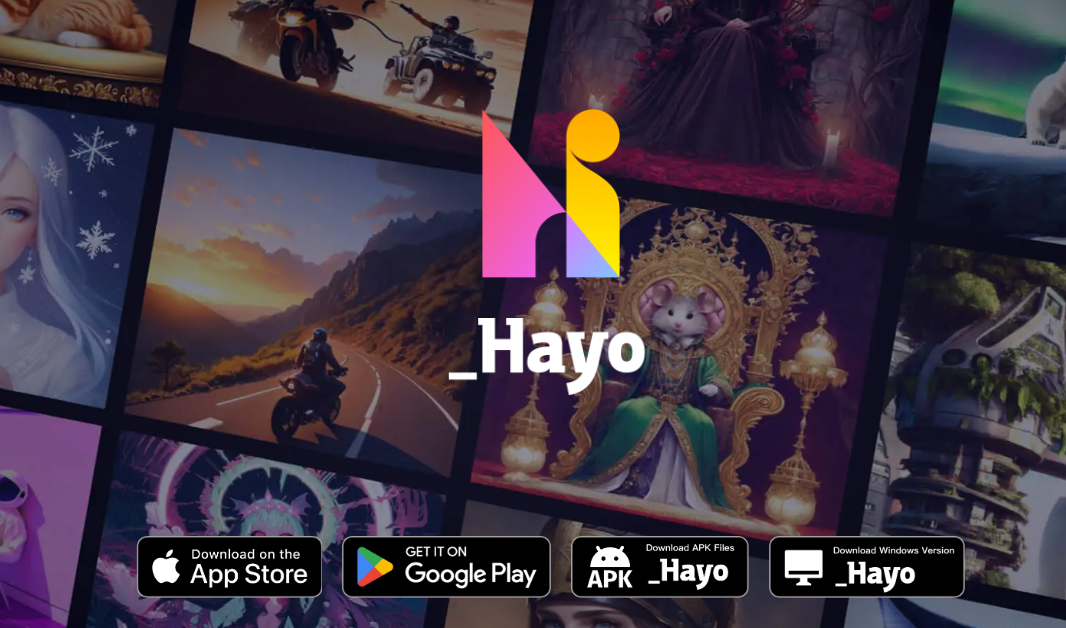 _Hayo
Download on the
App Store
GET IT ON
Google Play
APK
Download APK Files
_Hayo
Download Windows Version
_Hayo